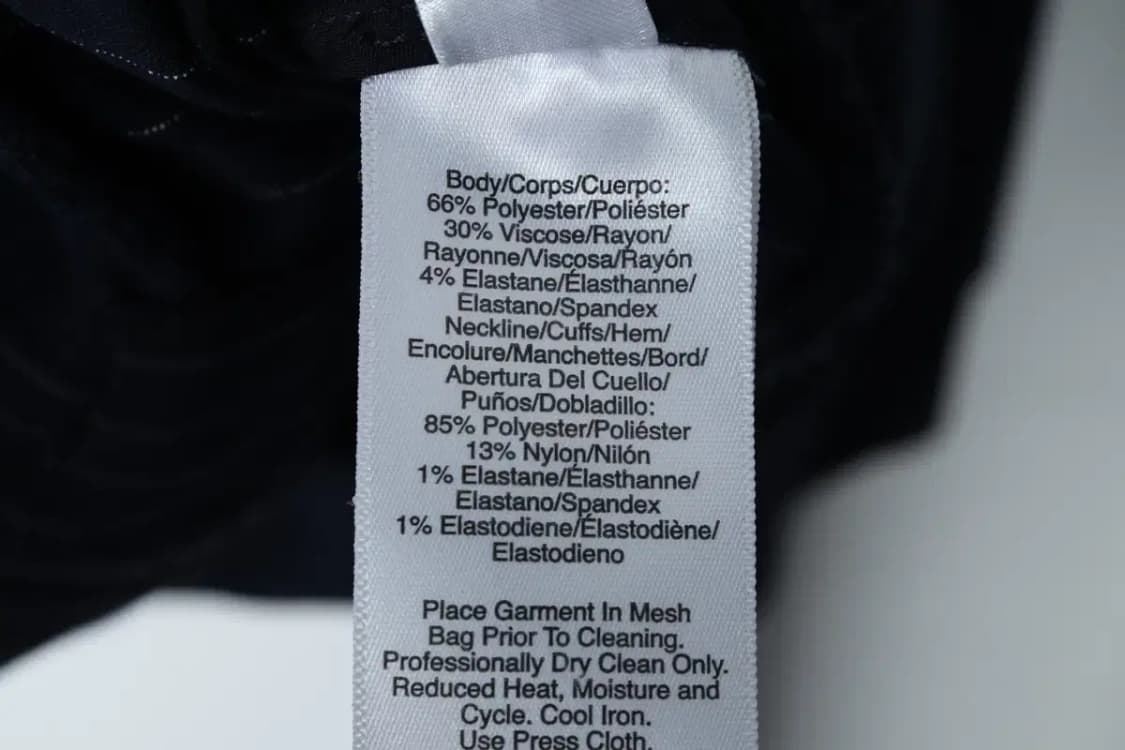 Body/Corps/Cuerpo:
66% Polyester/Poliéster
30% Viscose/Rayon/
Rayonne/Viscosa/Rayón
4% Elastane/Élasthanne/
Elastano/Spandex
Neckline/Cuffs/Hem/
Encolure/Manchettes/Bord/
Abertura Del Cuello/
Puños/Dobladillo:
85% Polyester/Poliéster
13% Nylon/Nilón
1% Elastane/Élasthanne/
Elastano/Spandex
1% Elastodiene/Élastodiène/
Elastodieno
Place Garment In Mesh
Bag Prior To Cleaning.
Professionally Dry Clean Only.
Reduced Heat, Moisture and
Cycle. Cool Iron.
Use Press Cloth.